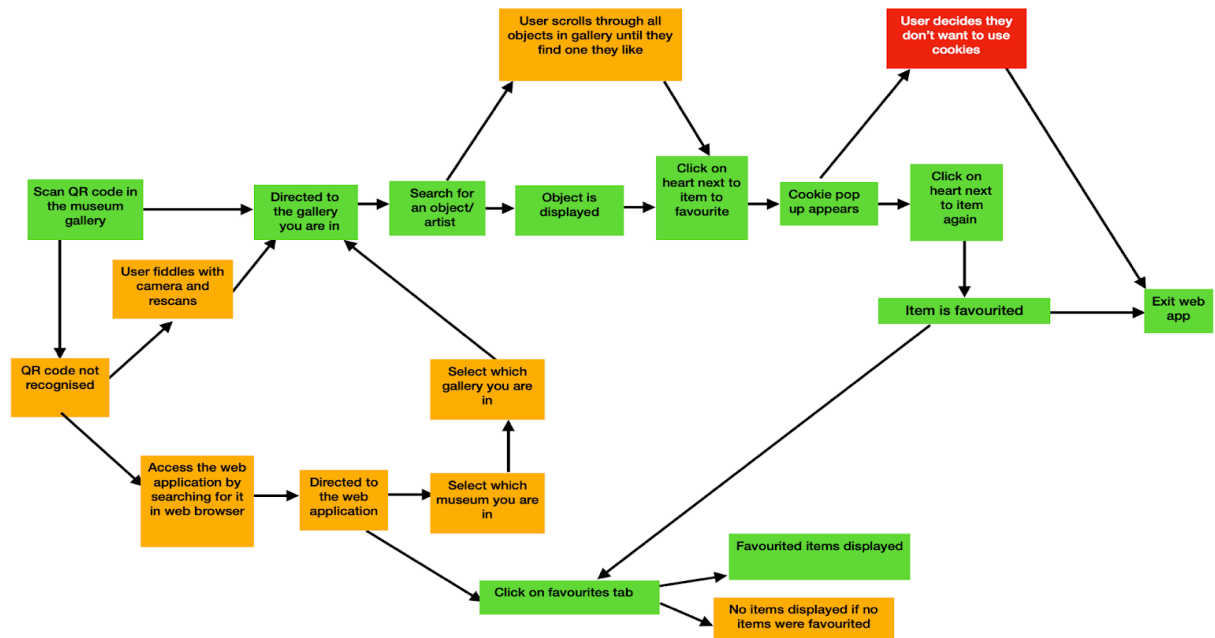 User scrolls through all
objects in gallery until they
find one they like
User decides they
don't want to use
cookies
Scan QR code in
the museum
gallery
Directed to
the gallery
you are in
Search for
an object/
artist
Object is
displayed
Click on
heart next to
item to
favourite
Cookie pop
up appears
Click on
heart next
to item
again
User fiddles with
camera and
rescans
Item is favourited
Exit web
app
QR code not
recognised
Select which
gallery you are
in
Access the web
application by
searching for it
in web browser
Directed to
the web
application
Select which
museum you are
in
Favourited items displayed
Click on favourites tab
No items displayed if no
items were favourited